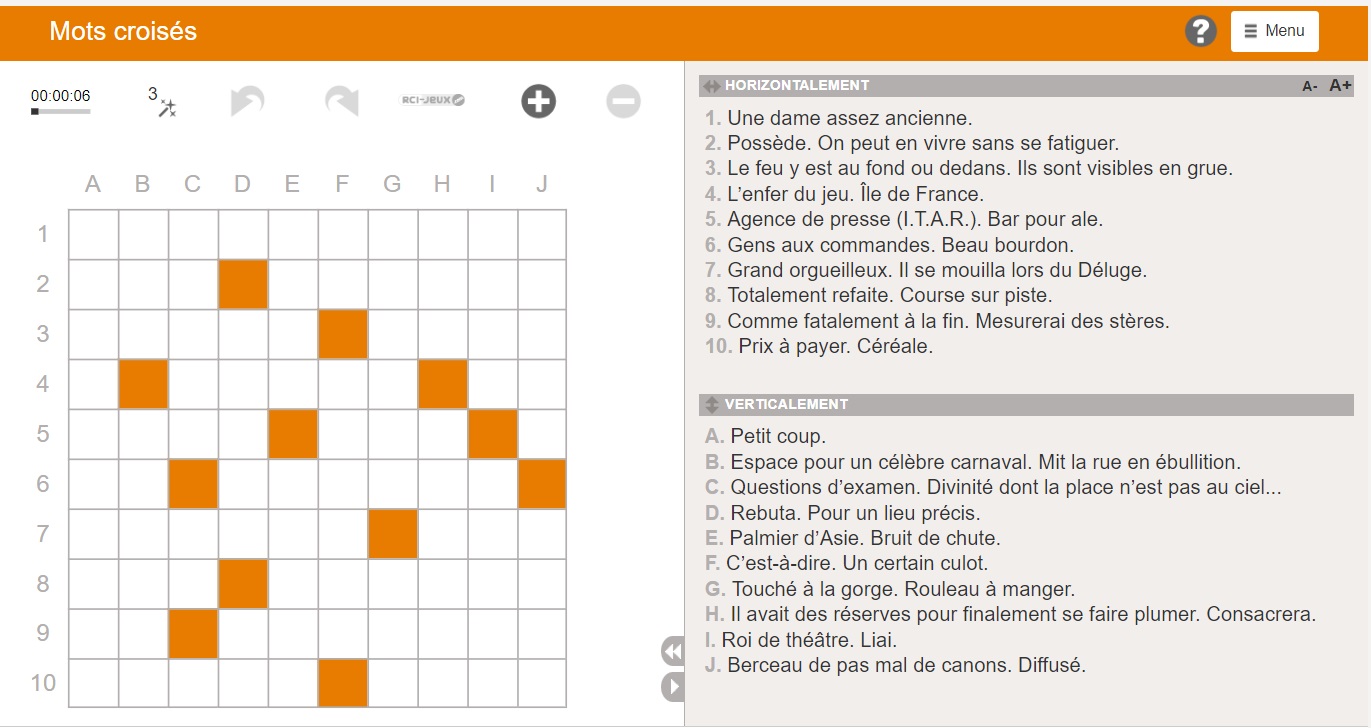 Mots croisés
? ☰ Menu
00:00:06
3
RCI-JEUX
HORIZONTALEMENT A- A+
1. Une dame assez ancienne.
2. Possède. On peut en vivre sans se fatiguer.
3. Le feu y est au fond ou dedans. Ils sont visibles en grue.
4. L'enfer du jeu. Île de France.
5. Agence de presse (I.T.A.R.). Bar pour ale.
6. Gens aux commandes. Beau bourdon.
7. Grand orgueilleux. Il se mouilla lors du Déluge.
8. Totalement refaite. Course sur piste.
9. Comme fatalement à la fin. Mesurerai des stères.
10. Prix à payer. Céréale.
VERTICALEMENT
A. Petit coup.
B. Espace pour un célèbre carnaval. Mit la rue en ébullition.
C. Questions d'examen. Divinité dont la place n'est pas au ciel...
D. Rebuta. Pour un lieu précis.
E. Palmier d'Asie. Bruit de chute.
F. C'est-à-dire. Un certain culot.
G. Touché à la gorge. Rouleau à manger.
H. Il avait des réserves pour finalement se faire plumer. Consacrera.
I. Roi de théâtre. Liai.
J. Berceau de pas mal de canons. Diffusé.
A B C D E F G H I J
1
2
3
4
5
6
7
8
9
10